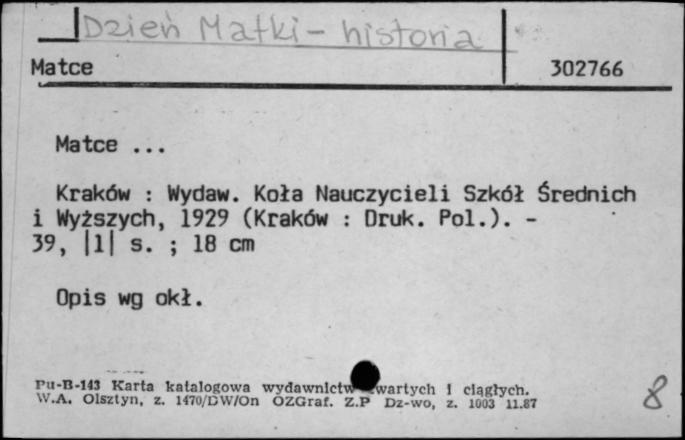 Dzień Matki - historia
Matce 302766
Matce ...
Kraków : Wydaw. Koła Nauczycieli Szkół Średnich
i Wyższych, 1929 (Kraków : Druk. Pol.). -
39, |1| s. ; 18 cm
Opis wg okł.
Pu-B-143 Karta katalogowa wydawnictw zwartych i ciągłych.
W.A. Olsztyn, z. 1470/DW/On OZGraf. Z.P Dz-wo, z. 1003 11.87
8